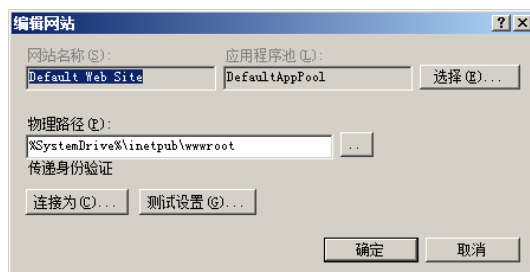 编辑网站
网站名称(S): 应用程序池(L):
Default Web Site DefaultAppPool 选择(E)...
物理路径(P):
%SystemDrive%\inetpub\wwwroot ..
传递身份验证
连接为(C)... 测试设置(G)...
确定 取消